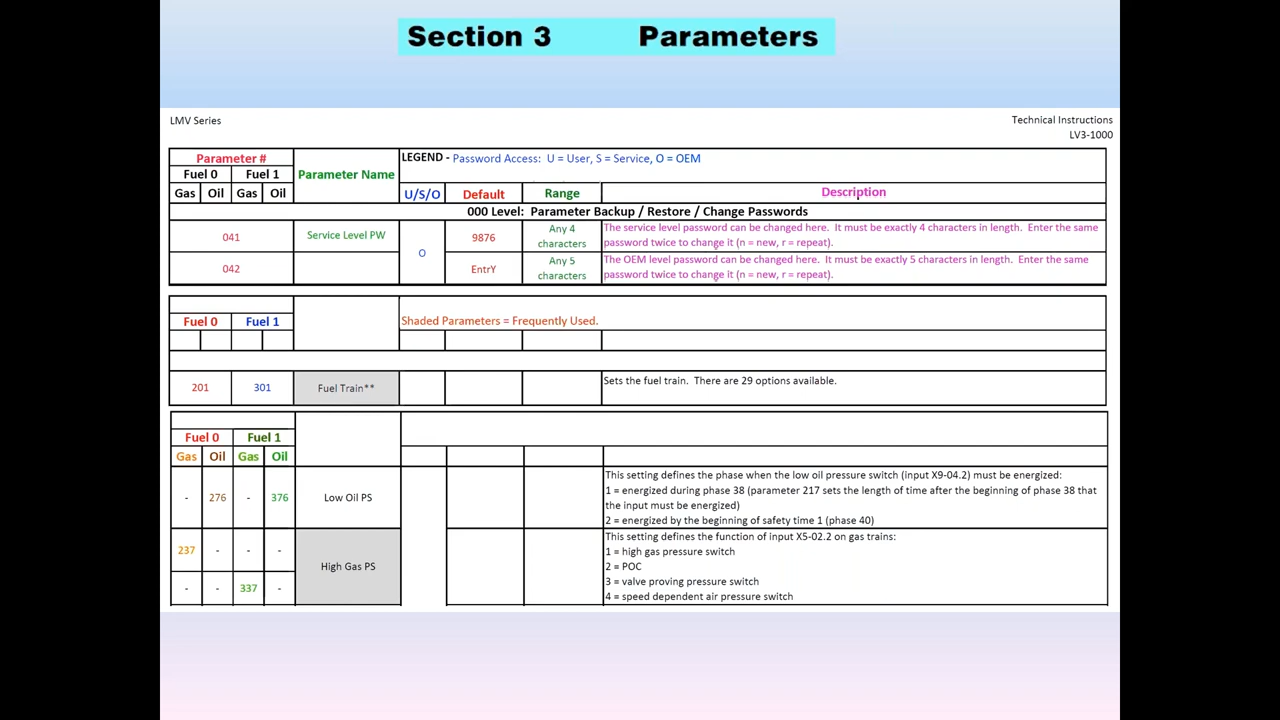 Section 3 Parameters
LMV Series
Technical Instructions
LV3-1000
Parameter #
Fuel 0 Fuel 1
Gas Oil Gas Oil
Parameter Name
LEGEND - Password Access: U = User, S = Service, O = OEM
U/S/O Default Range Description
000 Level: Parameter Backup / Restore / Change Passwords
041 Service Level PW O 9876 Any 4 characters
The service level password can be changed here. It must be exactly 4 characters in length. Enter the same
password twice to change it (n = new, r = repeat).
042 EntrY Any 5 characters
The OEM level password can be changed here. It must be exactly 5 characters in length. Enter the same
password twice to change it (n = new, r = repeat).
Fuel 0 Fuel 1
Shaded Parameters = Frequently Used.
201 301 Fuel Train** Sets the fuel train. There are 29 options available.
Fuel 0 Fuel 1
Gas Oil Gas Oil
- 276 - 376 Low Oil PS
This setting defines the phase when the low oil pressure switch (input X9-04.2) must be energized:
1 = energized during phase 38 (parameter 217 sets the length of time after the beginning of phase 38 that
the input must be energized)
2 = energized by the beginning of safety time 1 (phase 40)
237 - - -
- - 337 -
High Gas PS
This setting defines the function of input X5-02.2 on gas trains:
1 = high gas pressure switch
2 = POC
3 = valve proving pressure switch
4 = speed dependent air pressure switch